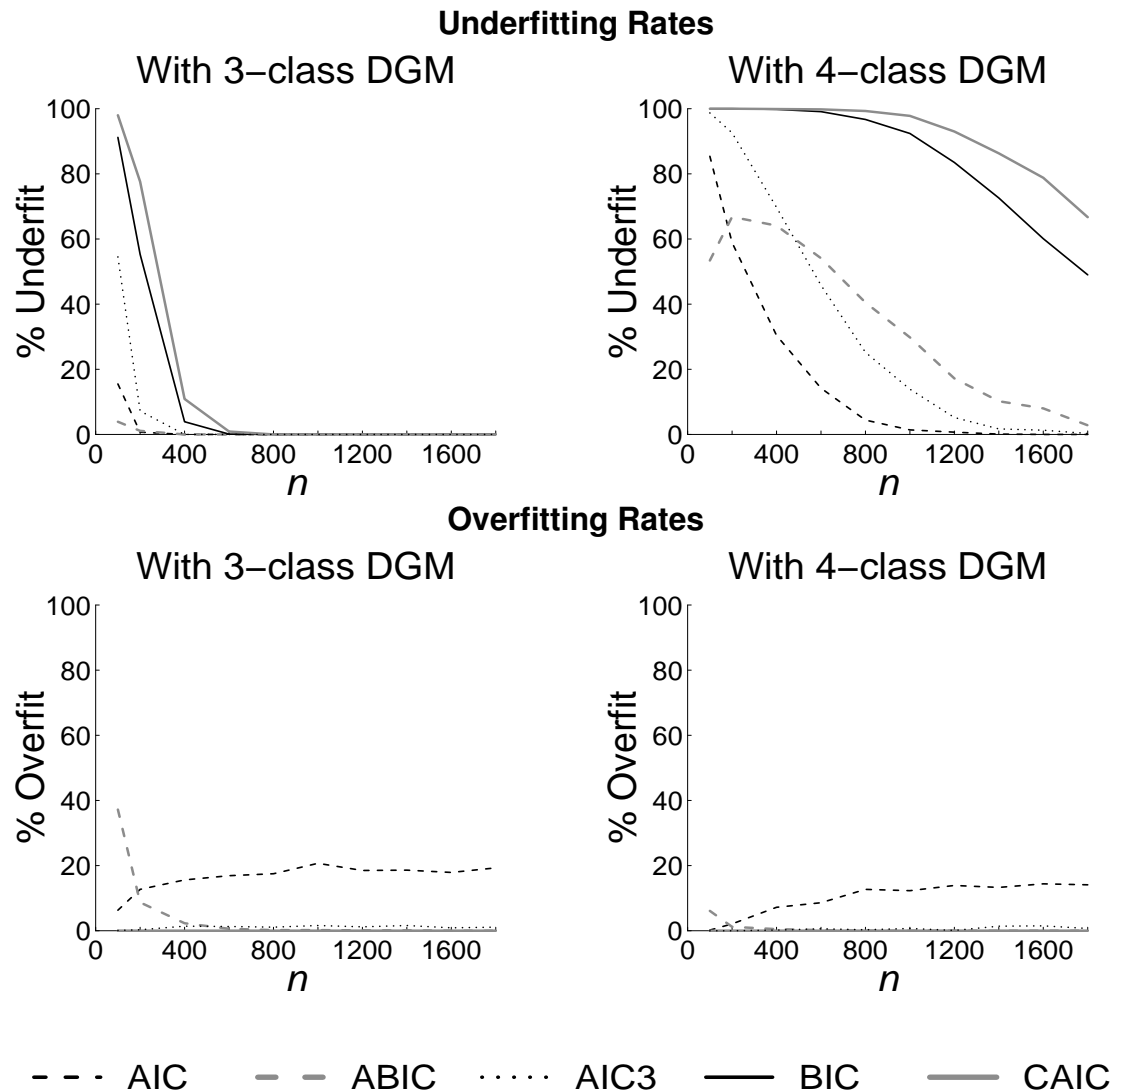 Underfitting Rates
With 3−class DGM
With 4−class DGM
% Underfit
100
80
60
40
20
0
0 400 800 1200 1600
n
% Underfit
100
80
60
40
20
0
0 400 800 1200 1600
n
Overfitting Rates
With 3−class DGM
With 4−class DGM
% Overfit
100
80
60
40
20
0
0 400 800 1200 1600
n
% Overfit
100
80
60
40
20
0
0 400 800 1200 1600
n
AIC ABIC AIC3 BIC CAIC